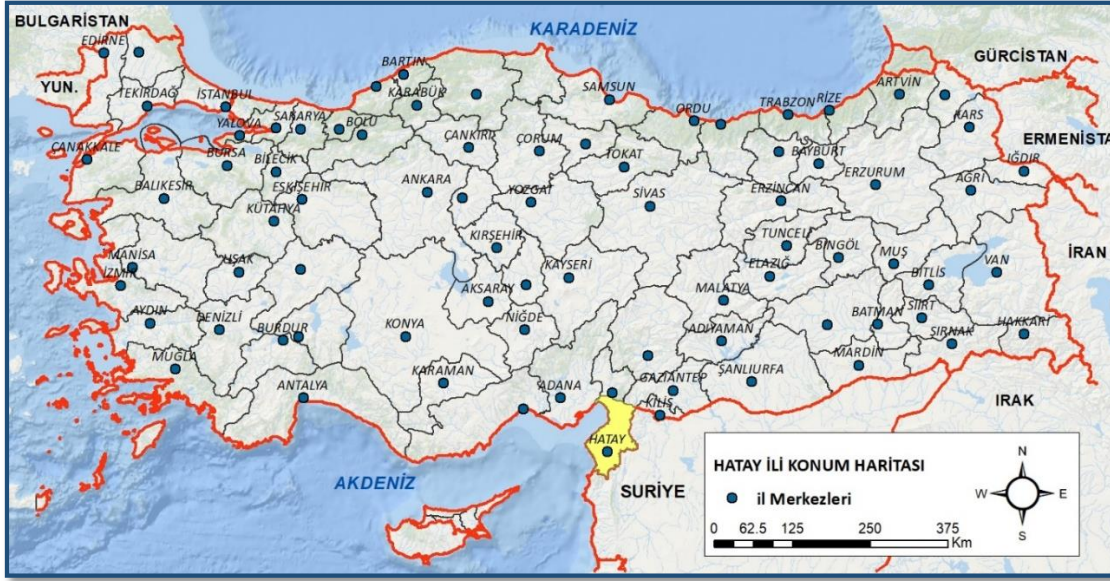 BULGARİSTAN
KARADENİZ
EDİRNE
GÜRCİSTAN
YUN.
BARTIN
TEKİRDAĞ
İSTANBUL
KARABÜK
SAMSUN
ARTVİN
YALOVA
SAKARYA
BOLU
ORDU
TRABZON
RİZE
KARS
ERMENİSTA
ÇANAKKALE
BURSA
BİLECİK
ÇANKIRI
ÇORUM
TOKAT
BAYBURT
IĞDIR
BALIKESİR
ESKİŞEHİR
ANKARA
YOZGAT
SİVAS
ERZİNCAN
ERZURUM
AĞRI
KÜTAHYA
KIRŞEHİR
TUNCELİ
BİNGÖL
MUŞ
İRAN
MANİSA
UŞAK
KAYSERİ
ELAZIĞ
BİTLİS
VAN
İZMİR
AKSARAY
MALATYA
SİİRT
AYDIN
DENİZLİ
BURDUR
KONYA
NİĞDE
ADIYAMAN
BATMAN
ŞIRNAK
HAKKARİ
MUĞLA
KARAMAN
ADANA
GAZİANTEP
ŞANLIURFA
MARDİN
ANTALYA
KİLİS
IRAK
HATAY
AKDENİZ
SURİYE
HATAY İLİ KONUM HARİTASI
il Merkezleri
N
W
E
S
0 62.5 125 250 375
Km